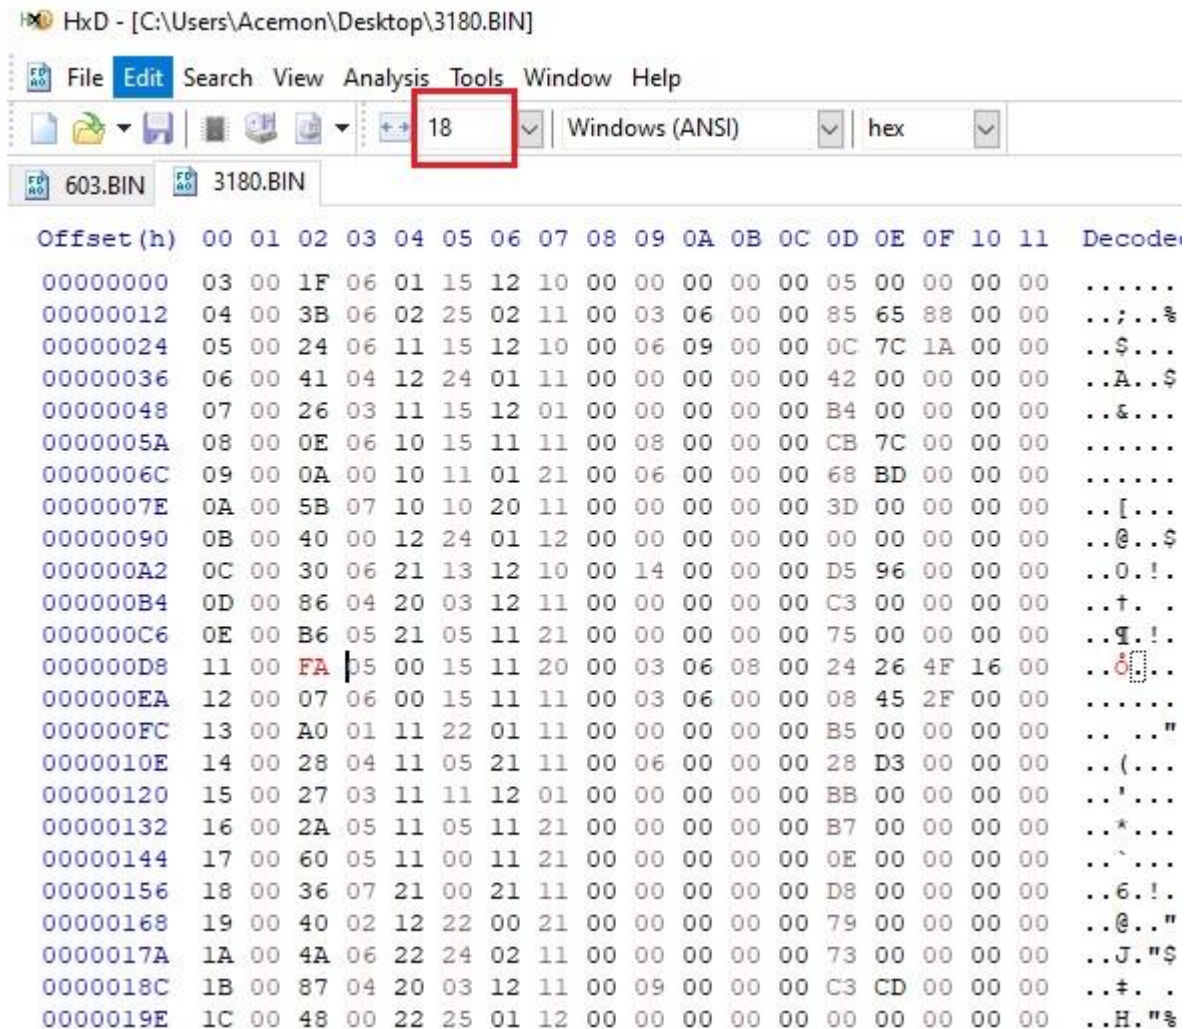 HxD - [C:\Users\Acemon\Desktop\3180.BIN]
File Edit Search View Analysis Tools Window Help
18 Windows (ANSI) hex
603.BIN 3180.BIN
Offset(h) 00 01 02 03 04 05 06 07 08 09 0A 0B 0C 0D 0E 0F 10 11 Decoded
00000000 03 00 1F 06 01 15 12 10 00 00 00 00 00 05 00 00 00 00 ......
00000012 04 00 3B 06 02 25 02 11 00 03 06 00 00 85 65 88 00 00 ..;..%
00000024 05 00 24 06 11 15 12 10 00 06 09 00 00 0C 7C 1A 00 00 ..$...
00000036 06 00 41 04 12 24 01 11 00 00 00 00 00 42 00 00 00 00 ..A..$
00000048 07 00 26 03 11 15 12 01 00 00 00 00 00 B4 00 00 00 00 ..&...
0000005A 08 00 0E 06 10 15 11 11 00 08 00 00 00 CB 7C 00 00 00 ......
0000006C 09 00 0A 00 10 11 01 21 00 06 00 00 00 68 BD 00 00 00 ......
0000007E 0A 00 5B 07 10 10 20 11 00 00 00 00 00 3D 00 00 00 00 ..[...
00000090 0B 00 40 00 12 24 01 12 00 00 00 00 00 00 00 00 00 00 ..@..$
000000A2 0C 00 30 06 21 13 12 10 00 14 00 00 00 D5 96 00 00 00 ..0.!.
000000B4 0D 00 86 04 20 03 12 11 00 00 00 00 00 C3 00 00 00 00 ..†. .
000000C6 0E 00 B6 05 21 05 11 21 00 00 00 00 00 75 00 00 00 00 ..¶.!.
000000D8 11 00 FA 05 00 15 11 20 00 03 06 08 00 24 26 4F 16 00 ..ů...
000000EA 12 00 07 06 00 15 11 11 00 03 06 00 00 08 45 2F 00 00 ......
000000FC 13 00 A0 01 11 22 01 11 00 00 00 00 00 B5 00 00 00 00 .. .."
0000010E 14 00 28 04 11 05 21 11 00 06 00 00 00 28 D3 00 00 00 ..(...
00000120 15 00 27 03 11 11 12 01 00 00 00 00 00 BB 00 00 00 00 ..'...
00000132 16 00 2A 05 11 05 11 21 00 00 00 00 00 B7 00 00 00 00 ..*...
00000144 17 00 60 05 11 00 11 21 00 00 00 00 00 0E 00 00 00 00 ..`...
00000156 18 00 36 07 21 00 21 11 00 00 00 00 00 D8 00 00 00 00 ..6.!.
00000168 19 00 40 02 12 22 00 21 00 00 00 00 00 79 00 00 00 00 ..@.."
0000017A 1A 00 4A 06 22 24 02 11 00 00 00 00 00 73 00 00 00 00 ..J."$
0000018C 1B 00 87 04 20 03 12 11 00 09 00 00 00 C3 CD 00 00 00 ..‡. .
0000019E 1C 00 48 00 22 25 01 12 00 00 00 00 00 00 00 00 00 00 ..H."%